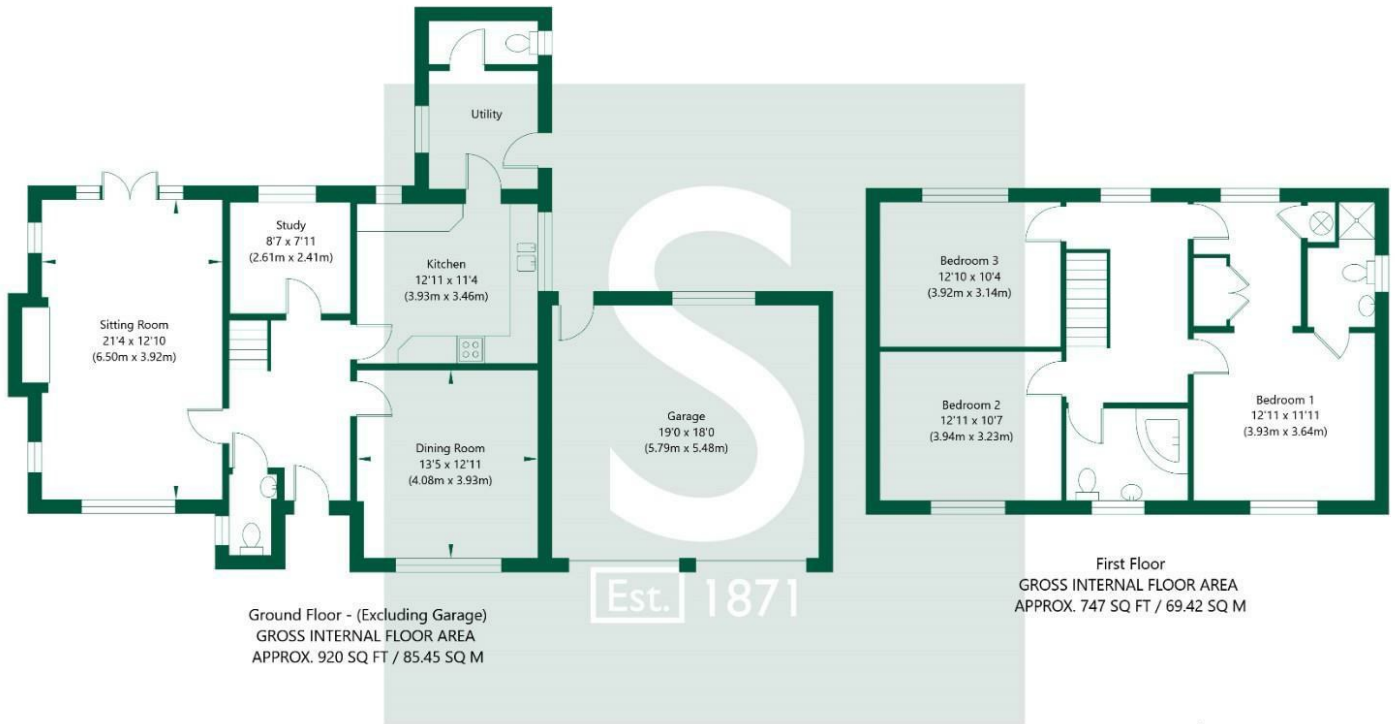 Utility
Study
8'7 x 7'11
(2.61m x 2.41m)
Kitchen
12'11 x 11'4
(3.93m x 3.46m)
Sitting Room
21'4 x 12'10
(6.50m x 3.92m)
Dining Room
13'5 x 12'11
(4.08m x 3.93m)
Garage
19'0 x 18'0
(5.79m x 5.48m)
S
Est. 1871
Ground Floor - (Excluding Garage)
GROSS INTERNAL FLOOR AREA
APPROX. 920 SQ FT / 85.45 SQ M
Bedroom 3
12'10 x 10'4
(3.92m x 3.14m)
Bedroom 2
12'11 x 10'7
(3.94m x 3.23m)
Bedroom 1
12'11 x 11'11
(3.93m x 3.64m)
First Floor
GROSS INTERNAL FLOOR AREA
APPROX. 747 SQ FT / 69.42 SQ M